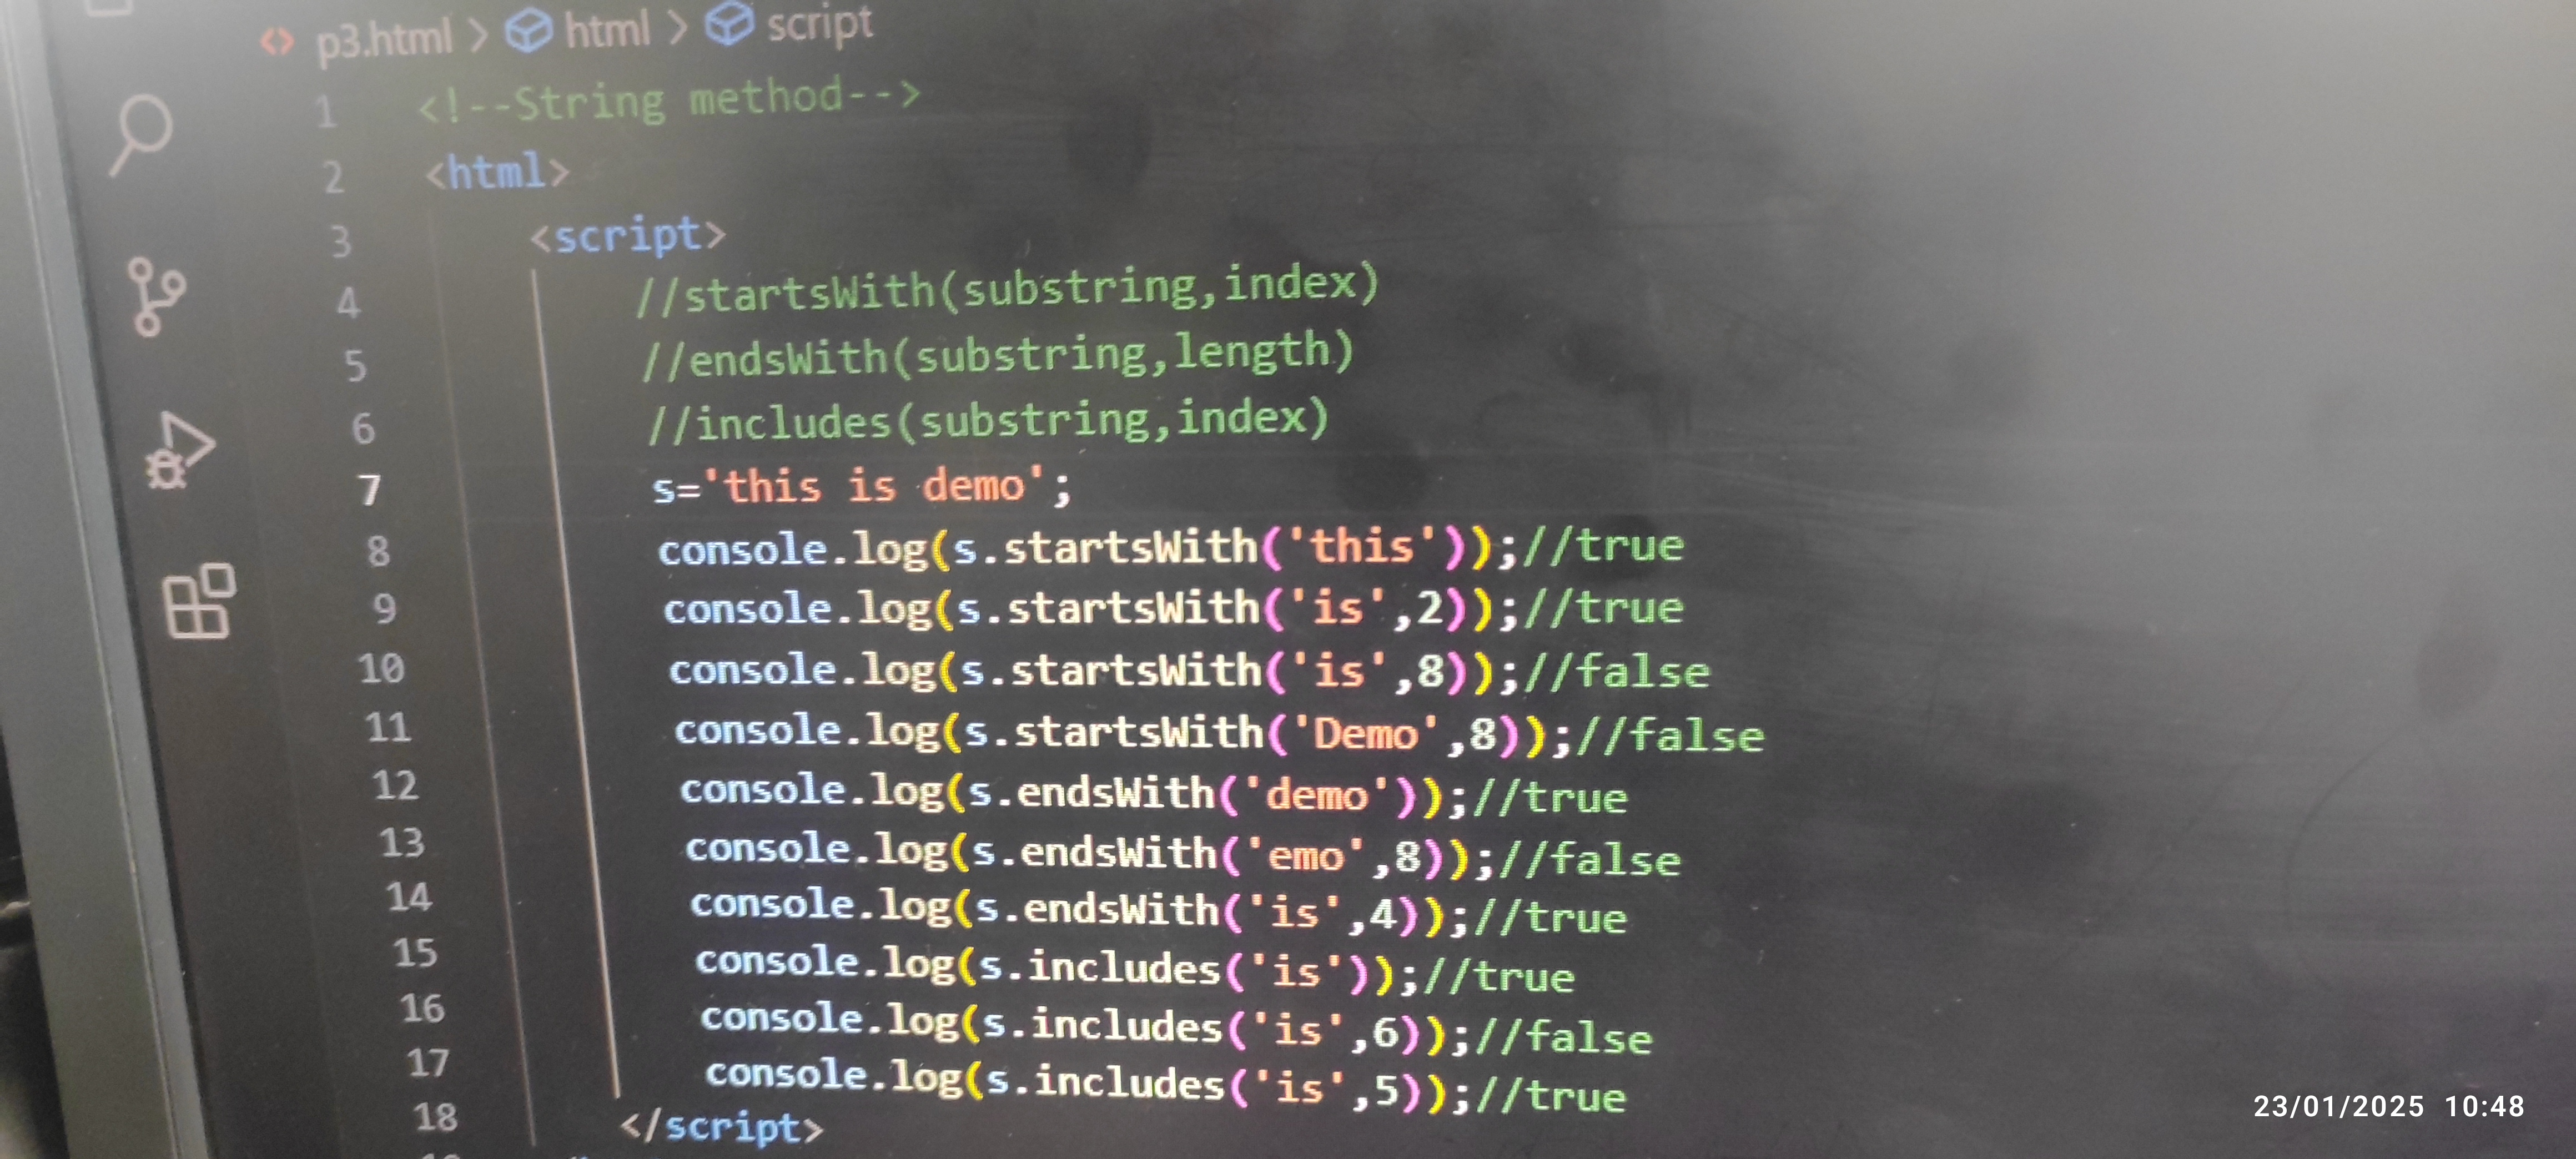 <> p3.html > html > script
1 <!--String method-->
2 <html>
3 <script>
4 //startsWith(substring,index)
5 //endsWith(substring,length)
6 //includes(substring,index)
7 s='this is demo';
8 console.log(s.startsWith('this'));//true
9 console.log(s.startsWith('is',2));//true
10 console.log(s.startsWith('is',8));//false
11 console.log(s.startsWith('Demo',8));//false
12 console.log(s.endsWith('demo'));//true
13 console.log(s.endsWith('emo',8));//false
14 console.log(s.endsWith('is',4));//true
15 console.log(s.includes('is'));//true
16 console.log(s.includes('is',6));//false
17 console.log(s.includes('is',5));//true
18 </script>
23/01/2025 10:48